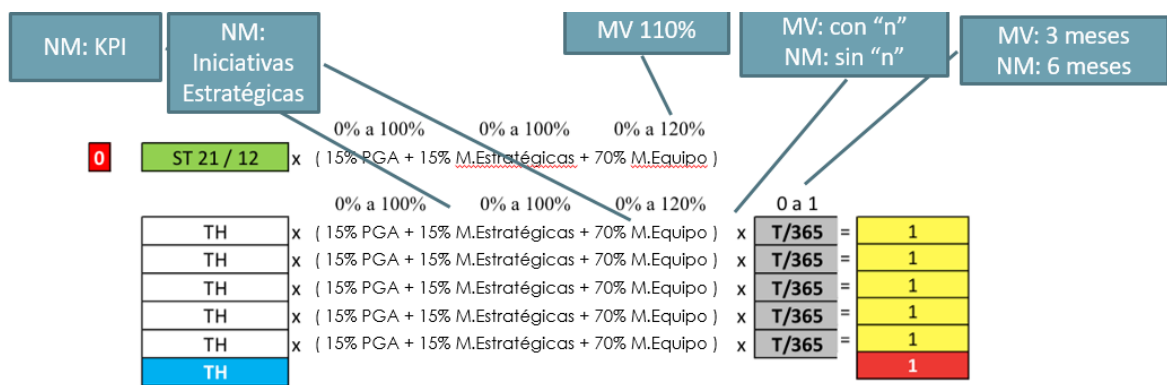 NM: KPI
NM:
Iniciativas
Estratégicas
MV 110%
MV: con “n”
NM: sin “n”
MV: 3 meses
NM: 6 meses
0% a 100% 0% a 100% 0% a 120%
0 ST 21 / 12 x ( 15% PGA + 15% M.Estratégicas + 70% M.Equipo )
0% a 100% 0% a 100% 0% a 120% 0 a 1
TH x ( 15% PGA + 15% M.Estratégicas + 70% M.Equipo ) x T/365 = 1
TH x ( 15% PGA + 15% M.Estratégicas + 70% M.Equipo ) x T/365 = 1
TH x ( 15% PGA + 15% M.Estratégicas + 70% M.Equipo ) x T/365 = 1
TH x ( 15% PGA + 15% M.Estratégicas + 70% M.Equipo ) x T/365 = 1
TH x ( 15% PGA + 15% M.Estratégicas + 70% M.Equipo ) x T/365 = 1
TH 1